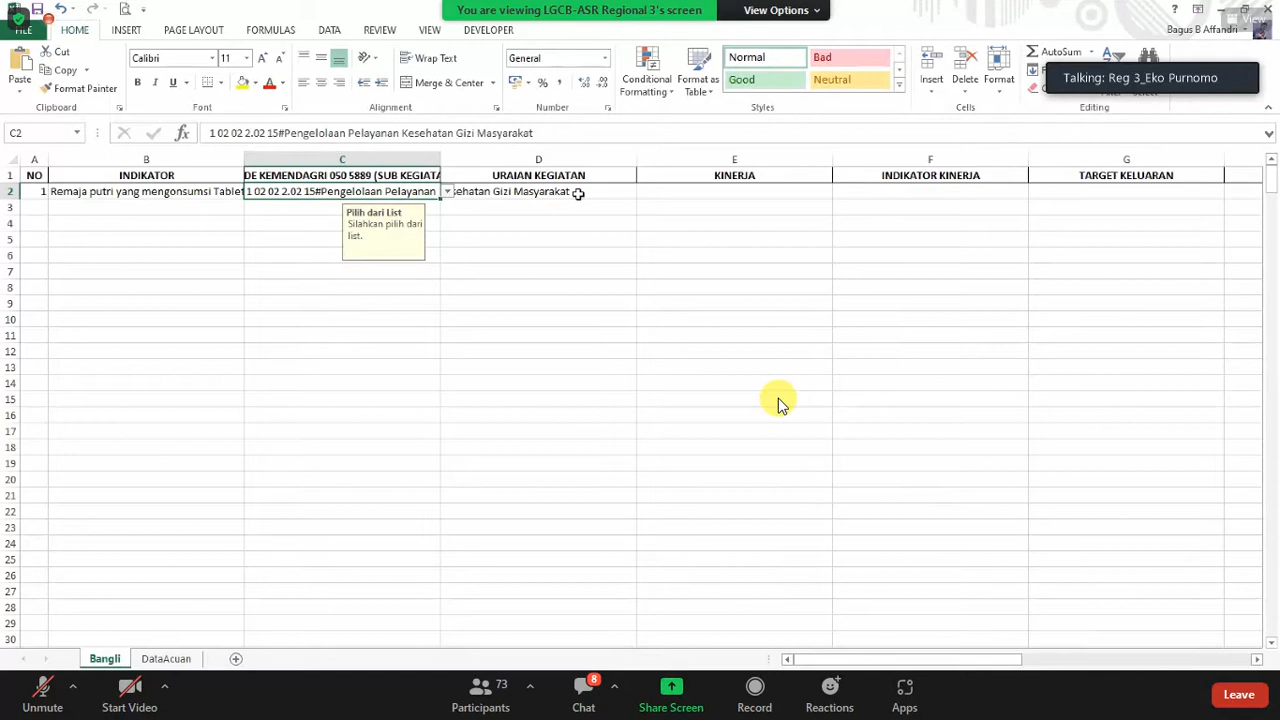 You are viewing LGCB-ASR Regional 3's screen
View Options
View
FILE
HOME
INSERT
PAGE LAYOUT
FORMULAS
DATA
REVIEW
VIEW
DEVELOPER
Bagus B Affandi
Talking: Reg 3_Eko Purnomo
Paste
Cut
Copy
Format Painter
Clipboard
Calibri
11
B I U
Font
Wrap Text
Merge & Center
Alignment
General
Number
Conditional Formatting
Format as Table
Normal
Bad
Good
Neutral
Styles
Insert
Delete
Format
Cells
AutoSum
Editing
C2
fx
1 02 02 2.02 15#Pengelolaan Pelayanan Kesehatan Gizi Masyarakat
A B C D E F G
1 NO INDIKATOR DE KEMENDAGRI 050 5889 (SUB KEGIATA URAIAN KEGIATAN KINERJA INDIKATOR KINERJA TARGET KELUARAN
2 1 Remaja putri yang mengonsumsi Tablet 1 02 02 2.02 15#Pengelolaan Pelayanan sehatan Gizi Masyarakat
Pilih dari List
Silahkan pilih dari
list.
3
4
5
6
7
8
9
10
11
12
13
14
15
16
17
18
19
20
21
22
23
24
25
26
27
28
29
30
Bangli
DataAcuan
Unmute
Start Video
73
Participants
8
Chat
Share Screen
Record
Reactions
Apps
Leave